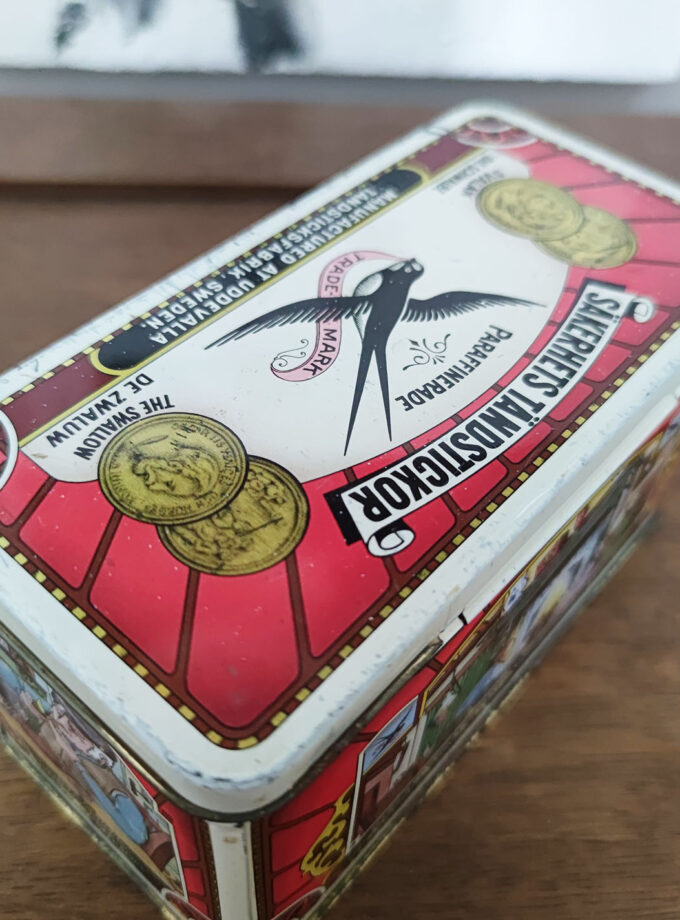 SÄKERHETS TÄNDSTICKOR
PARAFFINERADE
TRADE-MARK
THE SWALLOW
DE ZWALUW
MANUFACTURED AT UDDEVALLA
TÄNDSTICKSFABRIK SWEDEN.